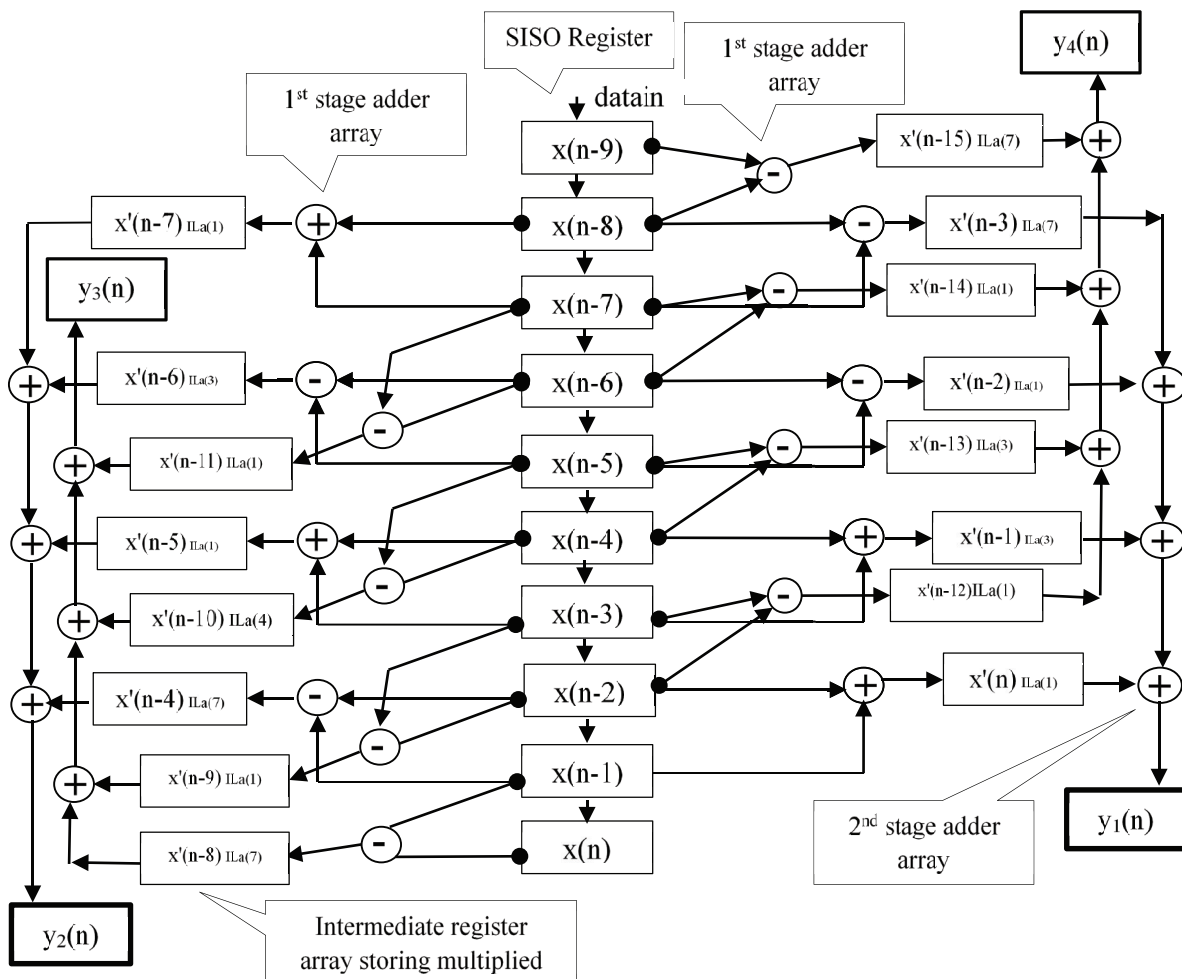 SISO Register
1st stage adder
array
y4(n)
1st stage adder
array
datain
x(n-9)
x'(n-15) ILa(7)
+
-
x'(n-7) ILa(1)
+
x(n-8)
-
x'(n-3) ILa(7)
y3(n)
x(n-7)
-
x'(n-14) ILa(1)
+
+
x'(n-6) ILa(3)
-
x(n-6)
-
x'(n-2) ILa(1)
+
-
+
x'(n-11) ILa(1)
x(n-5)
-
x'(n-13) ILa(3)
+
+
x'(n-5) ILa(1)
+
x(n-4)
+
x'(n-1) ILa(3)
+
-
+
x'(n-10) ILa(4)
x(n-3)
-
x'(n-12)ILa(1)
+
x'(n-4) ILa(7)
-
x(n-2)
+
x'(n) ILa(1)
+
-
+
x'(n-9) ILa(1)
x(n-1)
x'(n-8) ILa(7)
-
x(n)
2nd stage adder
array
y1(n)
y2(n)
Intermediate register
array storing multiplied